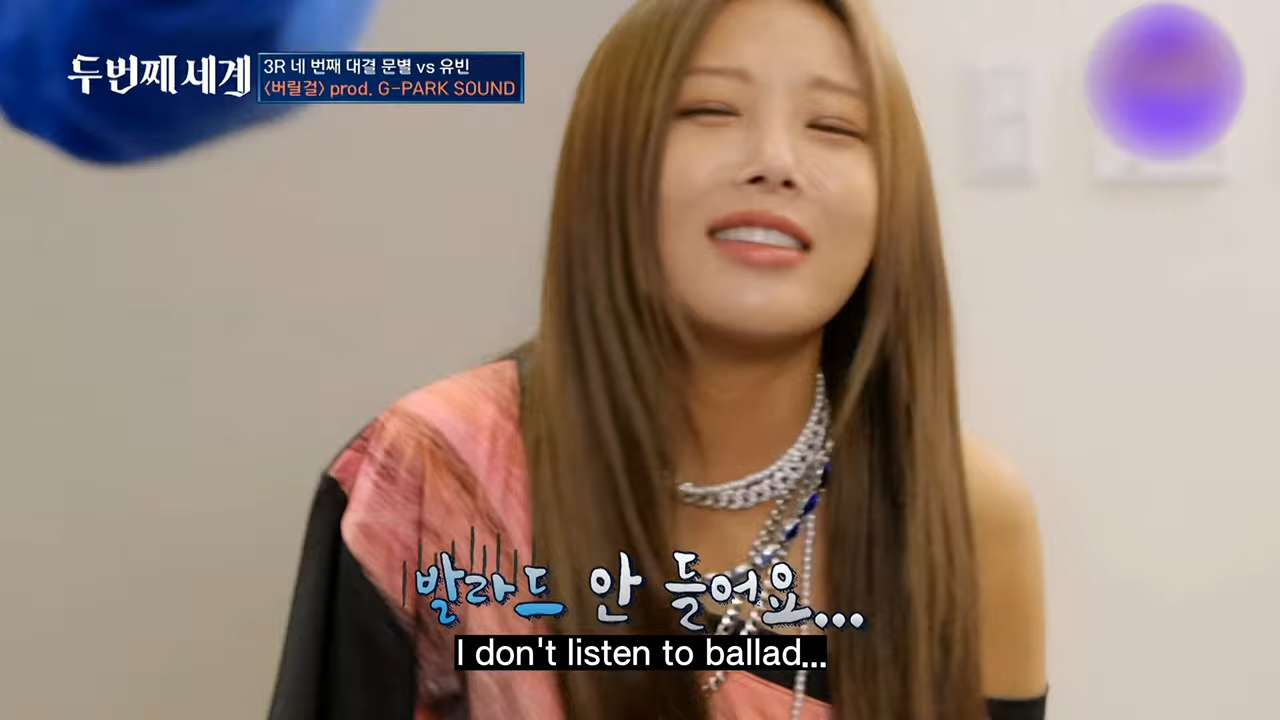 두 번째 세계
3R 네 번째 대결 문별 vs 유빈
〈버릴걸〉 prod. G-PARK SOUND
발라드 안 들어요...
I don't listen to ballad...